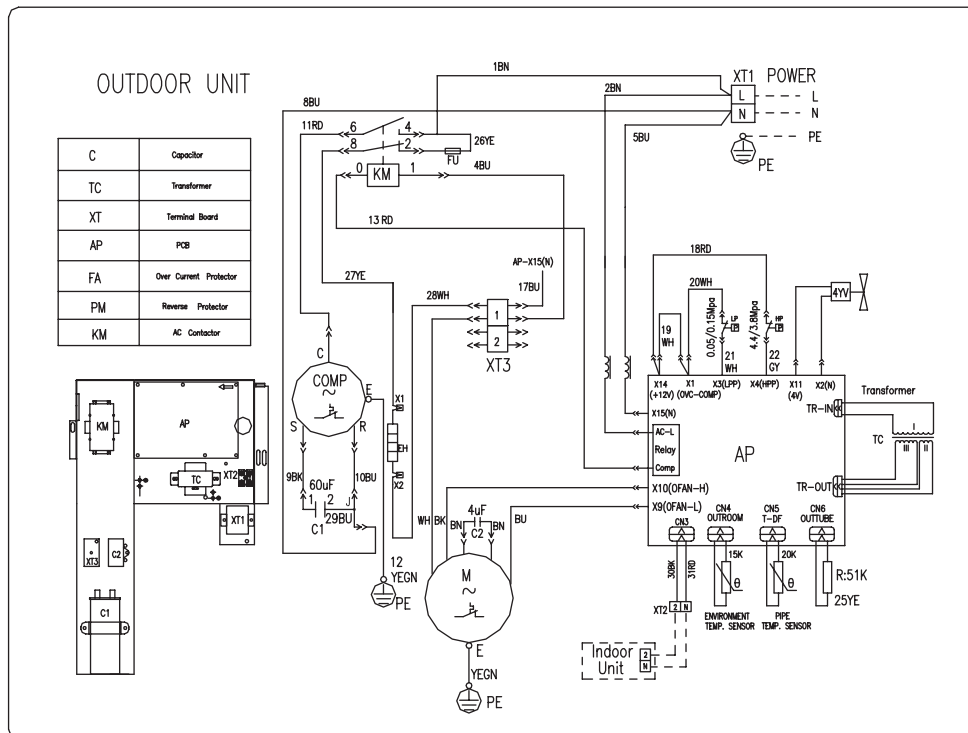 OUTDOOR UNIT
C Capacitor
TC Transformer
XT Terminal Board
AP PCB
FA Over Current Protector
PM Reverse Protector
KM AC Contactor
1BN
2BN
XT1 POWER
L L
N N
PE
PE
8BU
5BU
11RD
6 4
8 2
26YE
FU
0 KM 1
4BU
13 RD
27YE
AP-X15(N)
17BU
28WH
1
2
XT3
18RD
20WH
19
WH
0.05/0.15Mpa
LP
P
4.4/3.8Mpa
HP
P
21
WH
22
GY
4YV
X14
(+12V)
X1
(OVC-COMP)
X3(LPP)
X4(HPP)
X11
(4V)
X2(N)
X15(N)
AC-L
Relay
Comp
X10(OFAN-H)
X9(OFAN-L)
AP
TR-IN
TR-OUT
Transformer
TC
I
II
III
CN3
CN4
OUTROOM
CN5
T-DF
CN6
OUTTUBE
15K
θ
20K
θ
R:51K
25YE
30BK
31RD
XT2 2 N
ENVIRONMENT
TEMP. SENSOR
PIPE
TEMP. SENSOR
Indoor
Unit
2
N
C
COMP
~
E
S R
X1
EH
X2
9BK
10BU
60uF
1 2
C1
J
29BU
12
YEGN
PE
WH
BK
BN
4uF
C2
BN
BU
M
~
E
YEGN
PE
KM
AP
TC
XT2
XT1
XT3
C2
C1